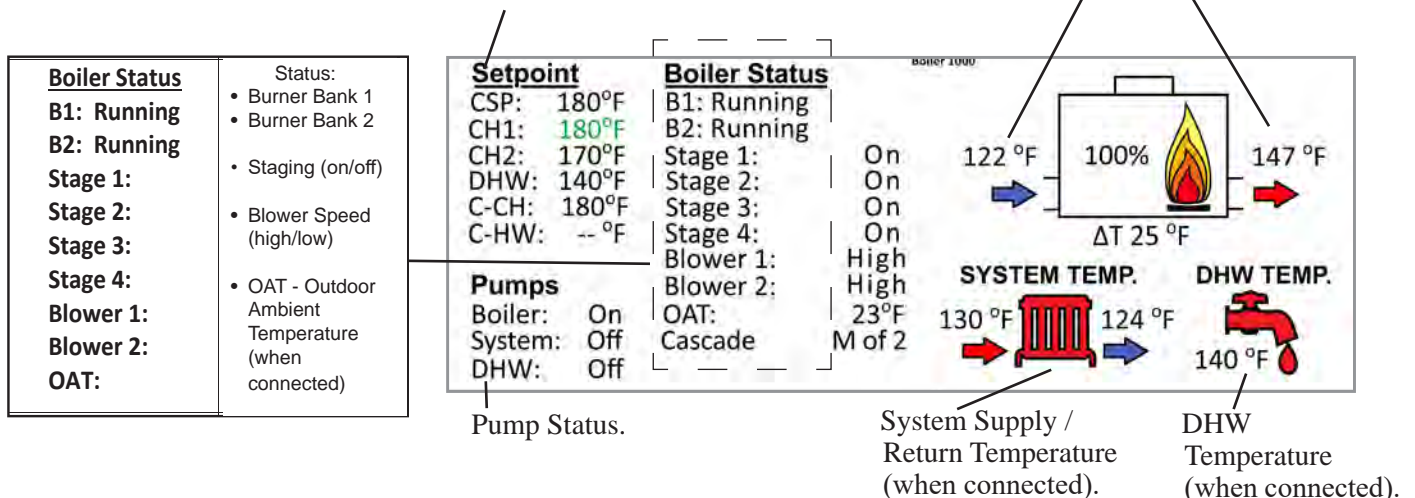 Boiler Status
B1: Running
B2: Running
Stage 1:
Stage 2:
Stage 3:
Stage 4:
Blower 1:
Blower 2:
OAT:
Status:
• Burner Bank 1
• Burner Bank 2
• Staging (on/off)
• Blower Speed
(high/low)
• OAT - Outdoor
Ambient
Temperature
(when
connected)
Setpoint
CSP: 180°F
CH1: 180°F
CH2: 170°F
DHW: 140°F
C-CH: 180°F
C-HW: -- °F
Pumps
Boiler: On
System: Off
DHW: Off
Boiler Status
B1: Running
B2: Running
Stage 1: On
Stage 2: On
Stage 3: On
Stage 4: On
Blower 1: High
Blower 2: High
OAT: 23°F
Cascade M of 2
Boiler 1000
122 °F 100% 147 °F
ΔT 25 °F
SYSTEM TEMP. DHW TEMP.
130 °F 124 °F
140 °F
Pump Status.
System Supply /
Return Temperature
(when connected).
DHW
Temperature
(when connected).